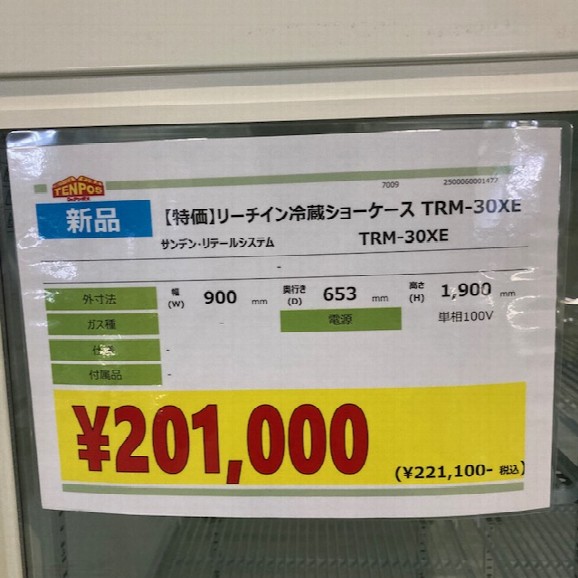 TENPOS
7009 2500060001477
新品
【特価】リーチイン冷蔵ショーケース TRM-30XE
サンデン・リテールシステム TRM-30XE
-
外寸法 幅(W) 900 mm 奥行き(D) 653 mm 高さ(H) 1,900 mm
ガス種 電源 単相100V
仕様 -
付属品 -
¥201,000
(¥221,100- 税込)